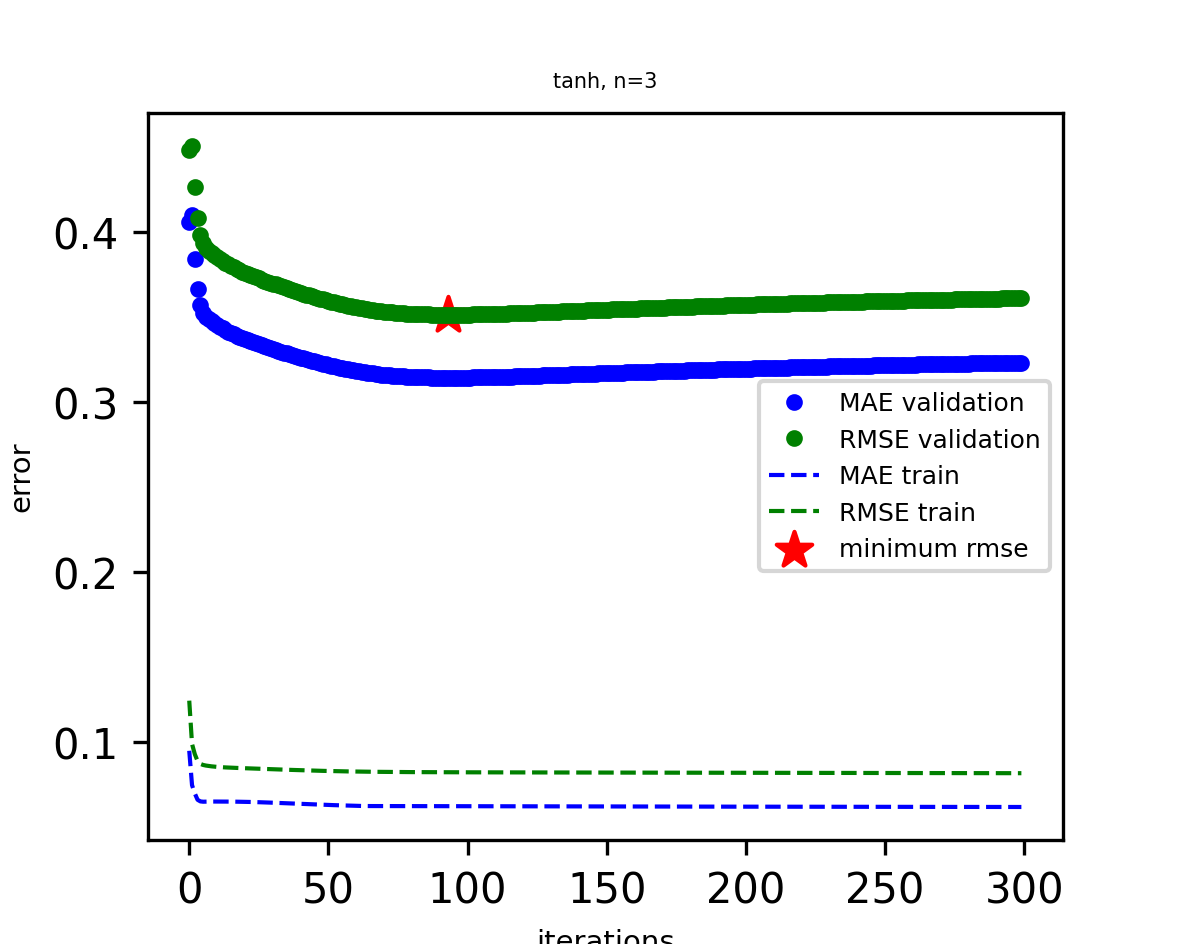 tanh, n=3
error
0.4
0.3
0.2
0.1
MAE validation
RMSE validation
MAE train
RMSE train
minimum rmse
0 50 100 150 200 250 300
iterations